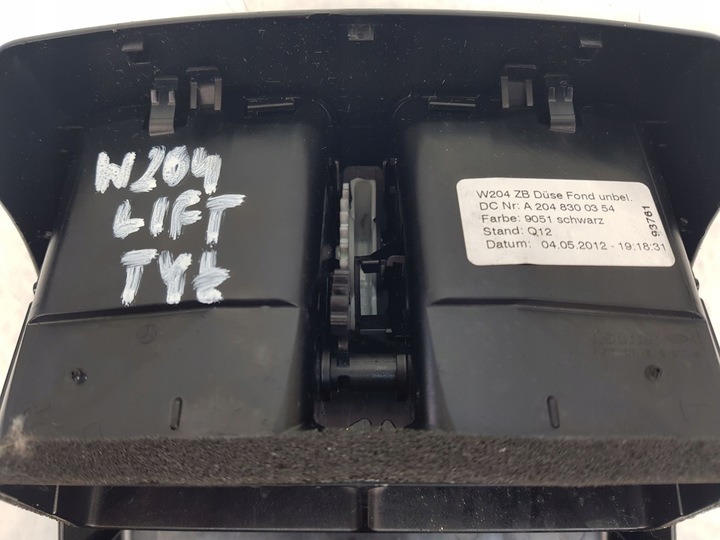 W204
LIFT
TYŁ
W204 ZB Düse Fond unbel.
DC Nr: A 204 830 03 54
Farbe: 9051 schwarz
Stand: Q12
Datum: 04.05.2012 - 19:18:31
93761